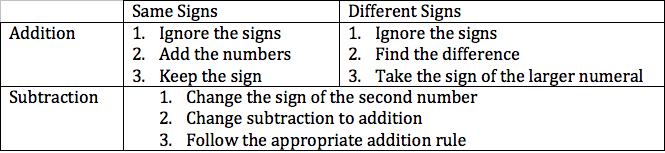 Same Signs
Different Signs
Addition
1. Ignore the signs
2. Add the numbers
3. Keep the sign
1. Ignore the signs
2. Find the difference
3. Take the sign of the larger numeral
Subtraction
1. Change the sign of the second number
2. Change subtraction to addition
3. Follow the appropriate addition rule